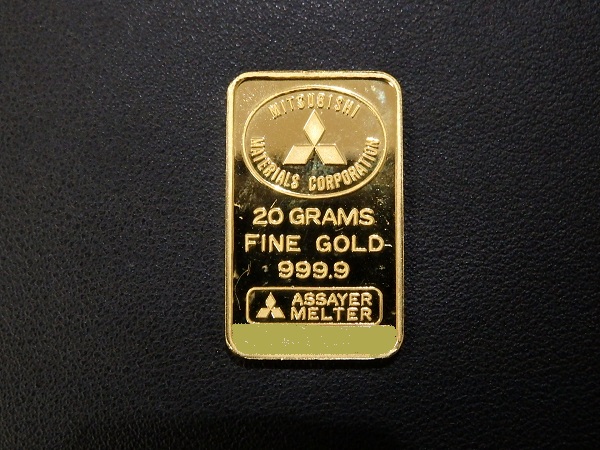 MITSUBISHI
MATERIALS CORPORATION
20 GRAMS
FINE GOLD
999.9
ASSAYER
MELTER